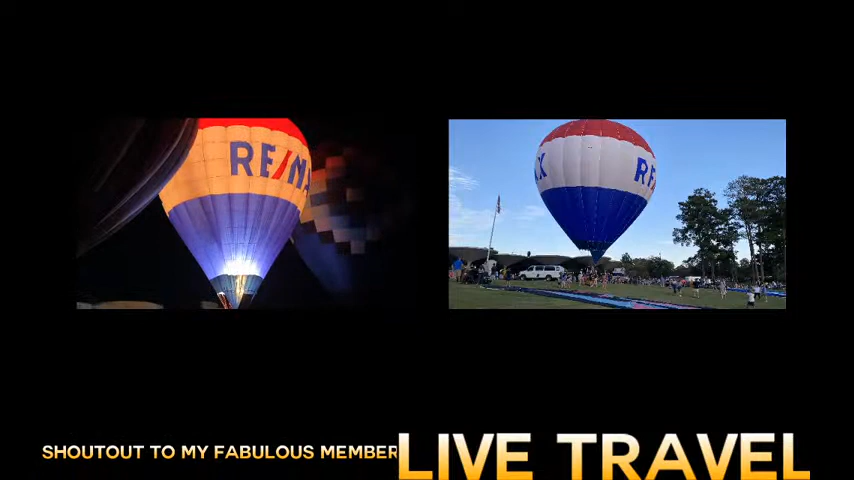 RE/MA
X
RE
SHOUTOUT TO MY FABULOUS MEMBER
LIVE TRAVEL